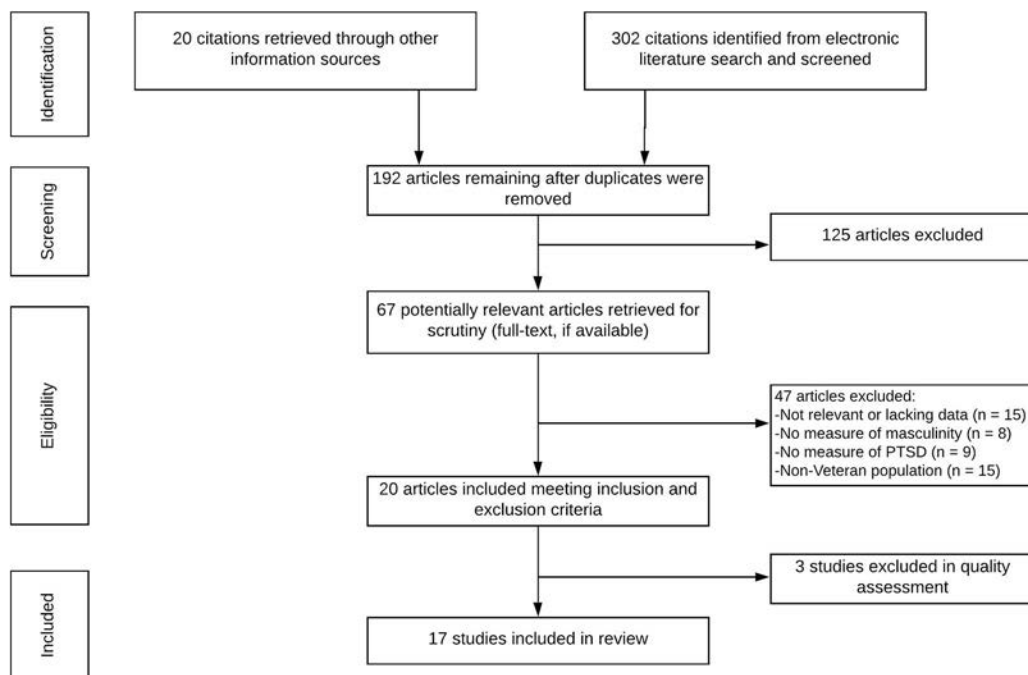 Identification
20 citations retrieved through other
information sources
302 citations identified from electronic
literature search and screened
Screening
192 articles remaining after duplicates were
removed
125 articles excluded
Eligibility
67 potentially relevant articles retrieved for
scrutiny (full-text, if available)
47 articles excluded:
-Not relevant or lacking data (n = 15)
-No measure of masculinity (n = 8)
-No measure of PTSD (n = 9)
-Non-Veteran population (n = 15)
20 articles included meeting inclusion and
exclusion criteria
Included
3 studies excluded in quality
assessment
17 studies included in review